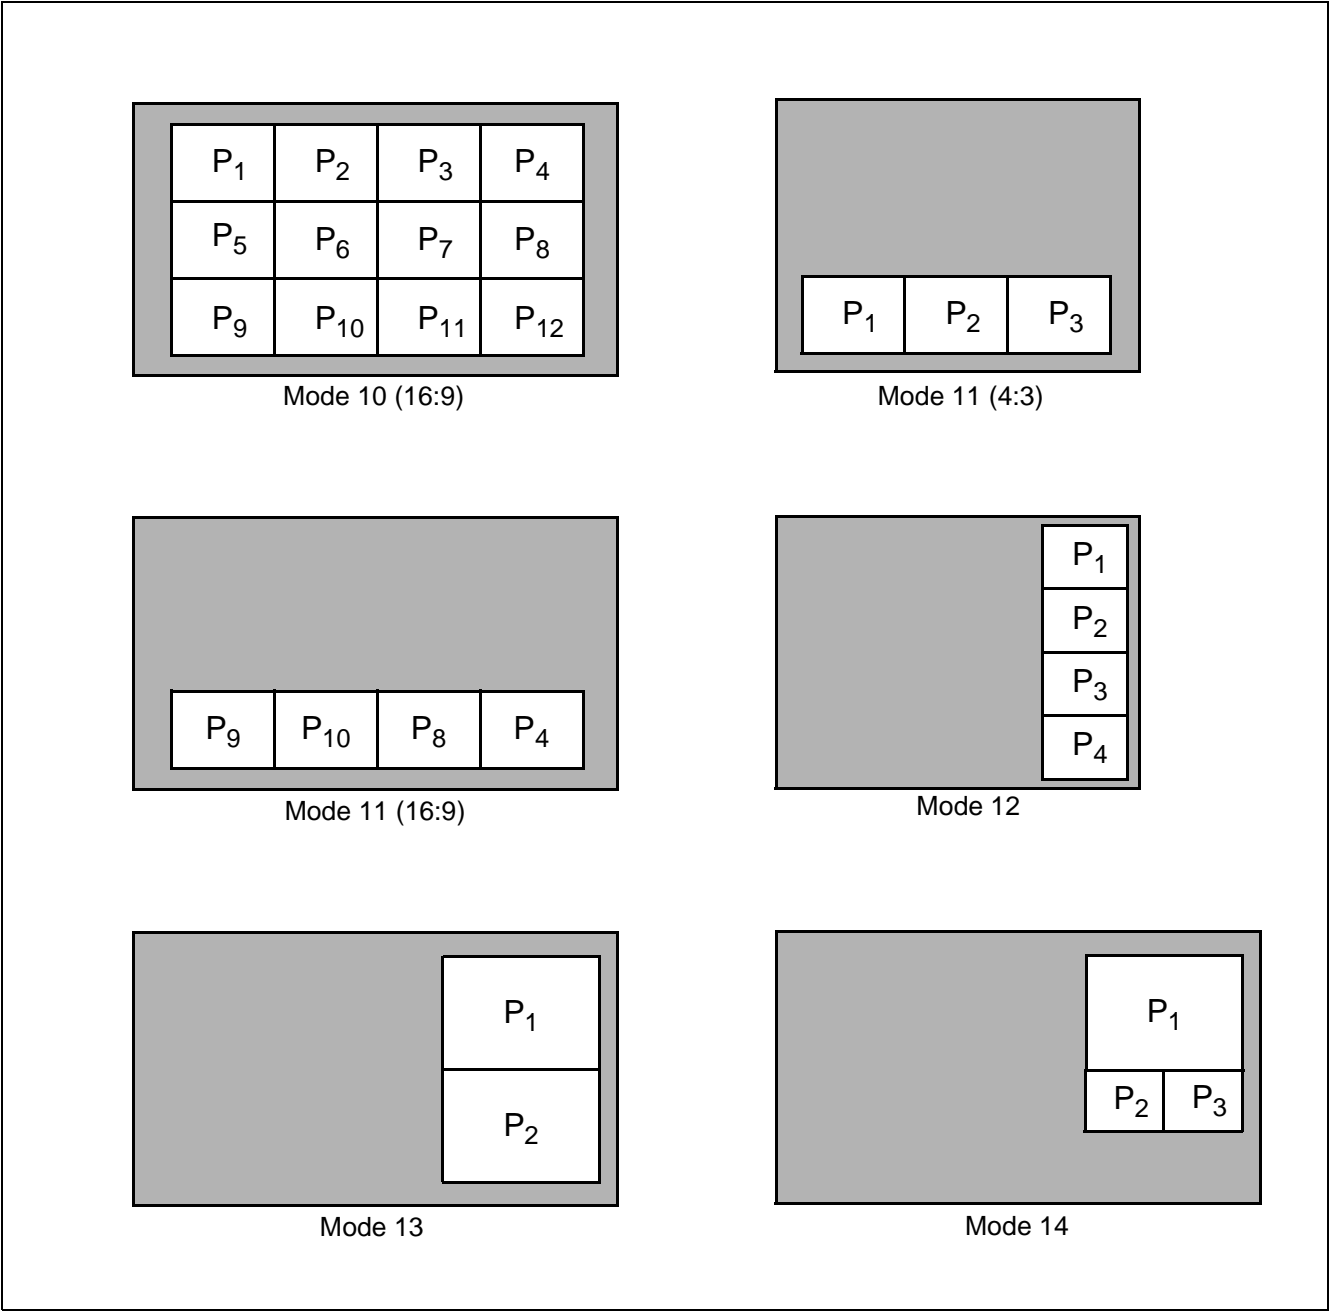 P1 P2 P3 P4
P5 P6 P7 P8
P9 P10 P11 P12
Mode 10 (16:9)
P1 P2 P3
Mode 11 (4:3)
P9 P10 P8 P4
Mode 11 (16:9)
P1
P2
P3
P4
Mode 12
P1
P2
Mode 13
P1
P2 P3
Mode 14